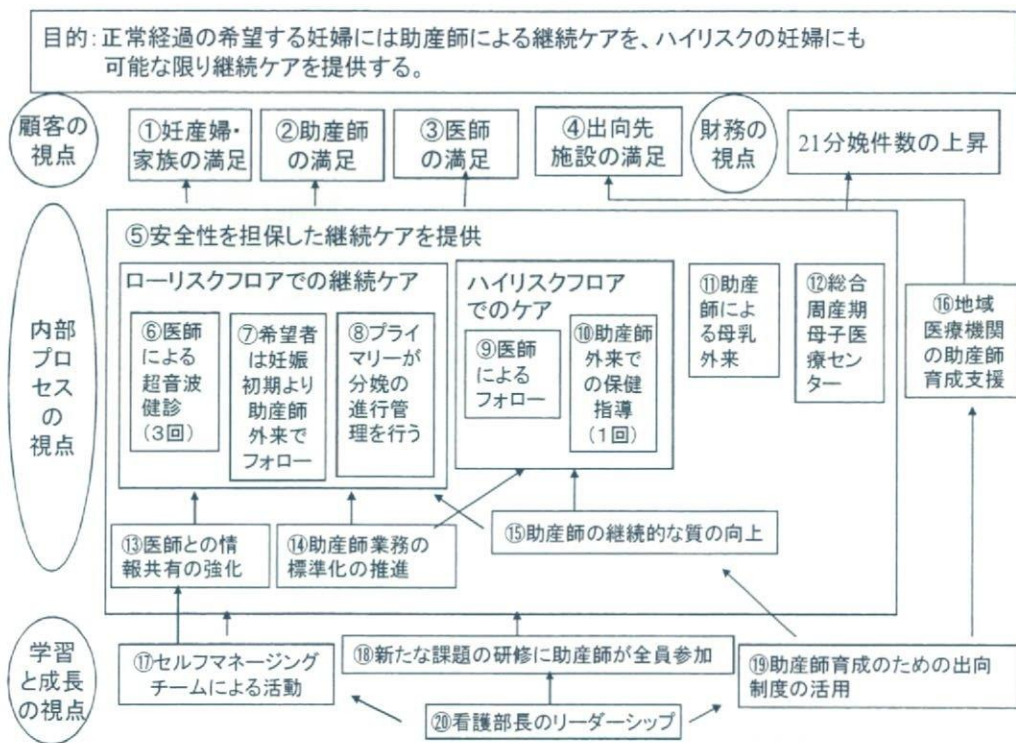 目的:正常経過の希望する妊婦には助産師による継続ケアを、ハイリスクの妊婦にも
可能な限り継続ケアを提供する。
顧客の
視点
①妊産婦・
家族の満足
②助産師
の満足
③医師
の満足
④出向先
施設の満足
財務の
視点
21分娩件数の上昇
内部
プロ
セス
の
視点
⑤安全性を担保した継続ケアを提供
ローリスクフロアでの継続ケア
⑥医師
による
超音波
健診
(3回)
⑦希望者
は妊娠
初期より
助産師
外来で
フォロー
⑧プライ
マリーが
分娩の
進行管
理を行う
ハイリスクフロア
でのケア
⑨医師
による
フォロー
⑩助産師
外来で
の保健
指導
(1回)
⑪助産
師によ
る母乳
外来
⑫総合
周産期
母子医
療セン
ター
⑯地域
医療機関
の助産師
育成支援
⑬医師との情
報共有の強化
⑭助産師業務の
標準化の推進
⑮助産師の継続的な質の向上
学習
と成長
の視点
⑰セルフマネージング
チームによる活動
⑱新たな課題の研修に助産師が全員参加
⑲助産師育成のための出向
制度の活用
⑳看護部長のリーダーシップ